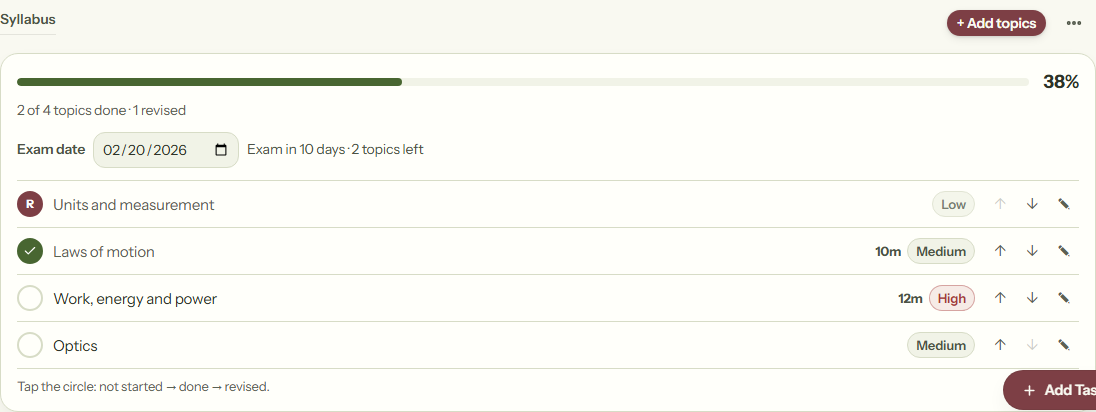 Syllabus
+ Add topics
38%
2 of 4 topics done · 1 revised
Exam date 02/20/2026 Exam in 10 days · 2 topics left
R Units and measurement Low
Laws of motion 10m Medium
Work, energy and power 12m High
Optics Medium
Tap the circle: not started → done → revised.
+ Add Tas